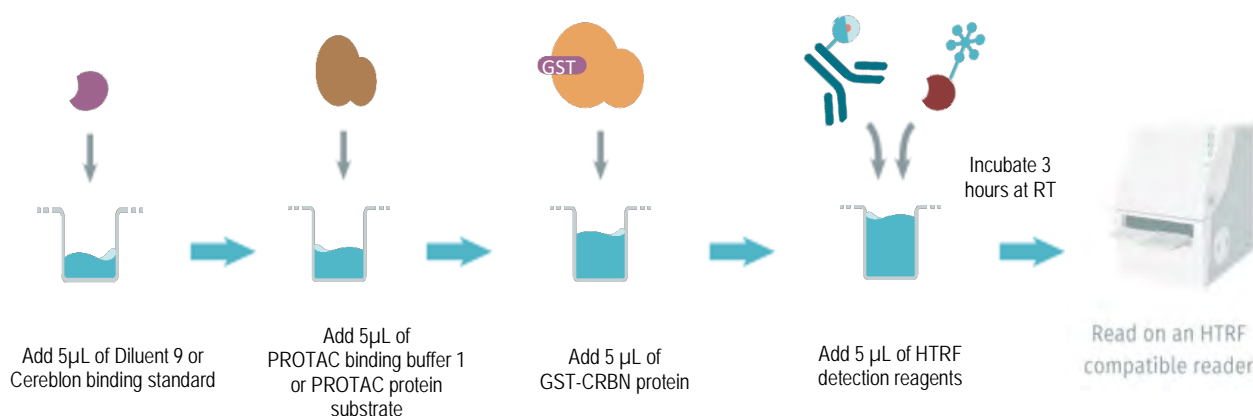 GST
Incubate 3
hours at RT
Add 5µL of Diluent 9 or
Cereblon binding standard
Add 5µL of
PROTAC binding buffer 1
or PROTAC protein
substrate
Add 5 µL of
GST-CRBN protein
Add 5 µL of HTRF
detection reagents
Read on an HTRF
compatible reader